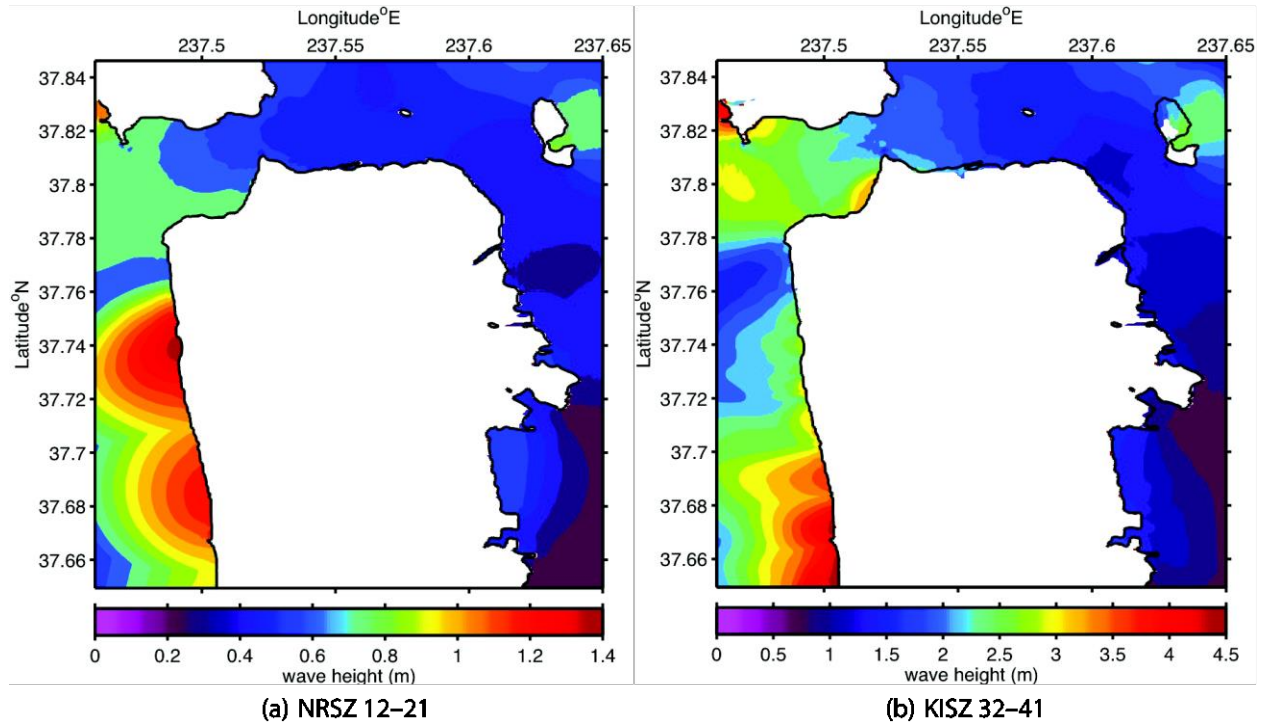 Longitude°E
237.5 237.55 237.6 237.65
Latitude°N
37.84
37.82
37.8
37.78
37.76
37.74
37.72
37.7
37.68
37.66
0 0.2 0.4 0.6 0.8 1 1.2 1.4
wave height (m)
(a) NRSZ 12–21
Longitude°E
237.5 237.55 237.6 237.65
Latitude°N
37.84
37.82
37.8
37.78
37.76
37.74
37.72
37.7
37.68
37.66
0 0.5 1 1.5 2 2.5 3 3.5 4 4.5
wave height (m)
(b) KISZ 32–41